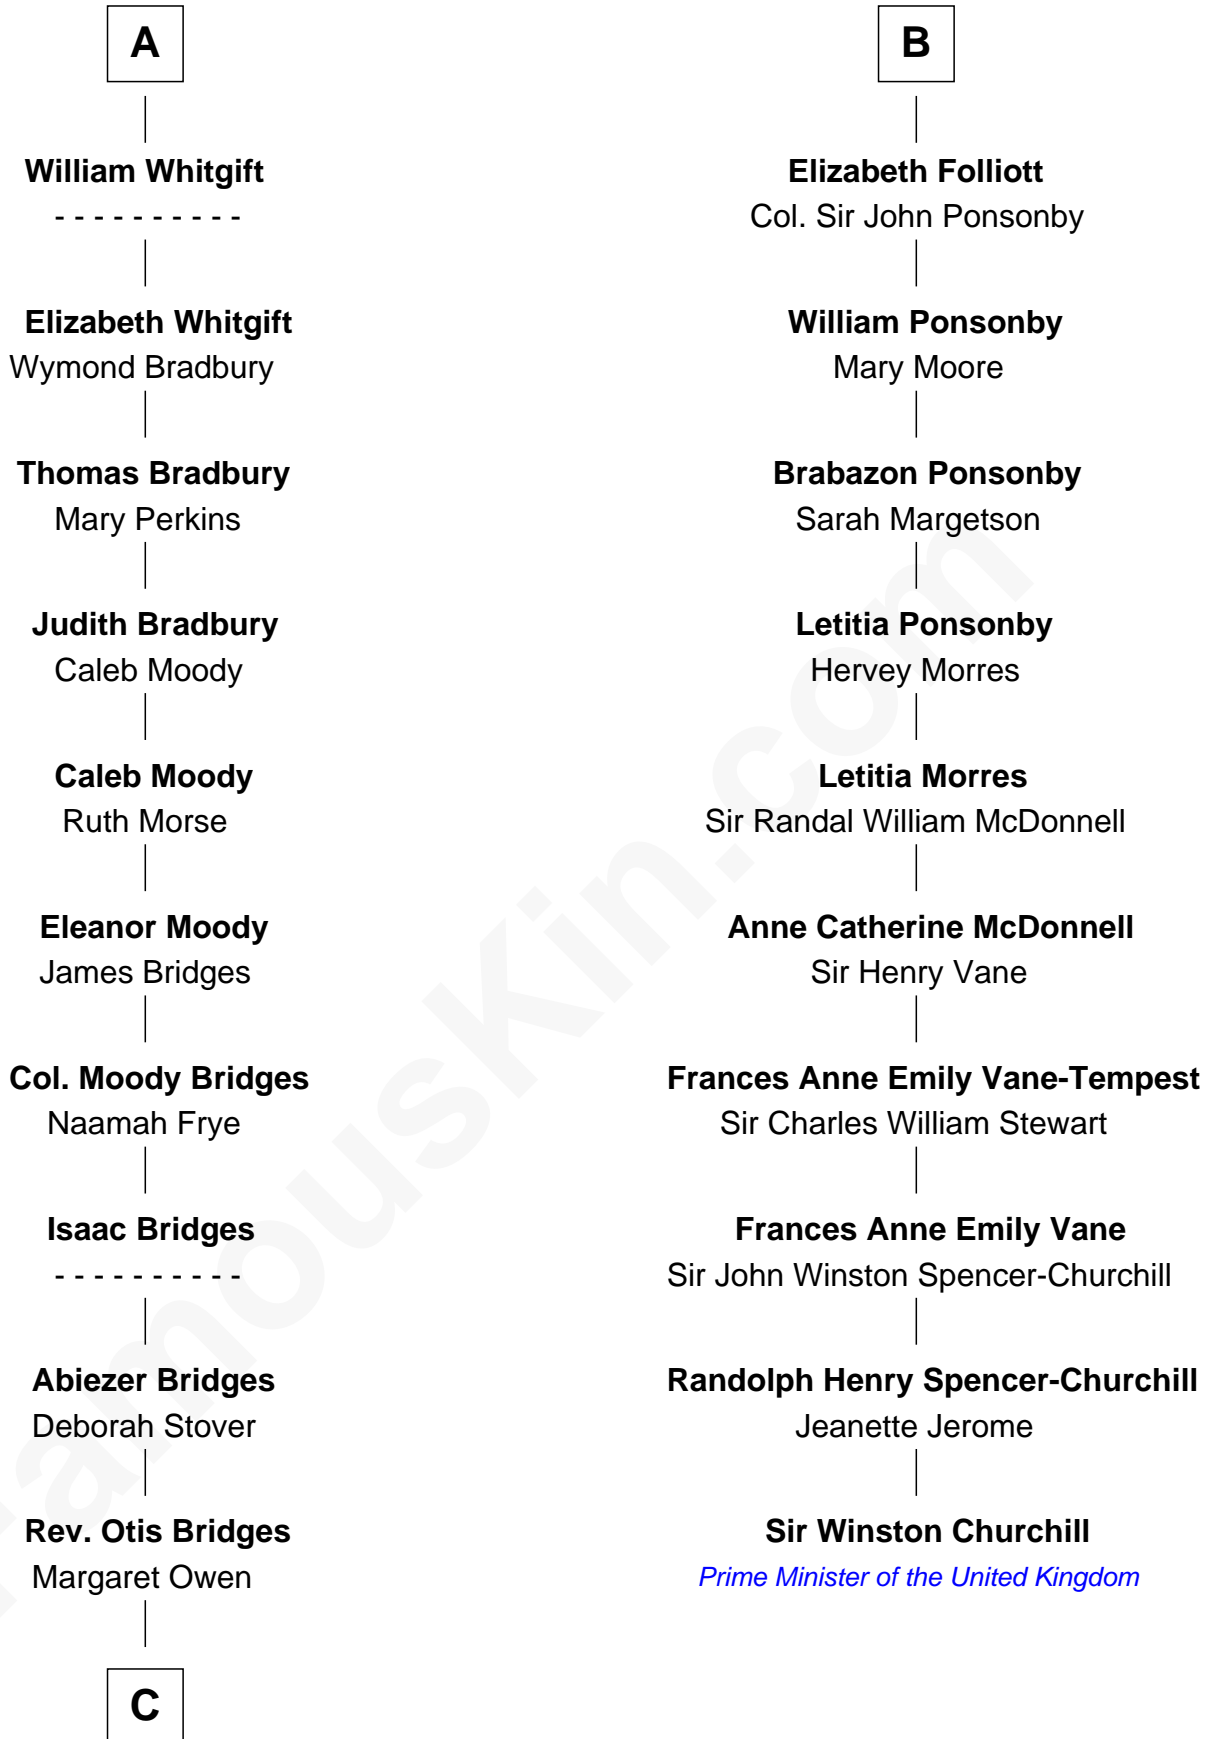 A
William Whitgift
- - - - - - - - - -
Elizabeth Whitgift
Wymond Bradbury
Thomas Bradbury
Mary Perkins
Judith Bradbury
Caleb Moody
Caleb Moody
Ruth Morse
Eleanor Moody
James Bridges
Col. Moody Bridges
Naamah Frye
Isaac Bridges
- - - - - - - - - -
Abiezer Bridges
Deborah Stover
Rev. Otis Bridges
Margaret Owen
C
B
Elizabeth Folliott
Col. Sir John Ponsonby
William Ponsonby
Mary Moore
Brabazon Ponsonby
Sarah Margetson
Letitia Ponsonby
Hervey Morres
Letitia Morres
Sir Randal William McDonnell
Anne Catherine McDonnell
Sir Henry Vane
Frances Anne Emily Vane-Tempest
Sir Charles William Stewart
Frances Anne Emily Vane
Sir John Winston Spencer-Churchill
Randolph Henry Spencer-Churchill
Jeanette Jerome
Sir Winston Churchill
Prime Minister of the United Kingdom
FamousKin.com